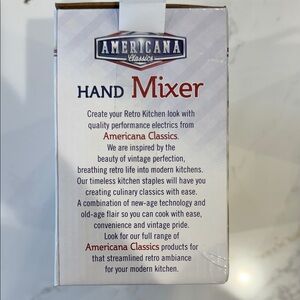 AMERICANA
Classics
HAND Mixer
Create your Retro Kitchen look with
quality performance electrics from
Americana Classics.
We are inspired by the
beauty of vintage perfection,
breathing retro life into modern kitchens.
Our timeless kitchen staples will have you
creating culinary classics with ease.
A combination of new-age technology and
old-age flair so you can cook with ease,
convenience and vintage pride.
Look for our full range of
Americana Classics products for
that streamlined retro ambiance
for your modern kitchen.